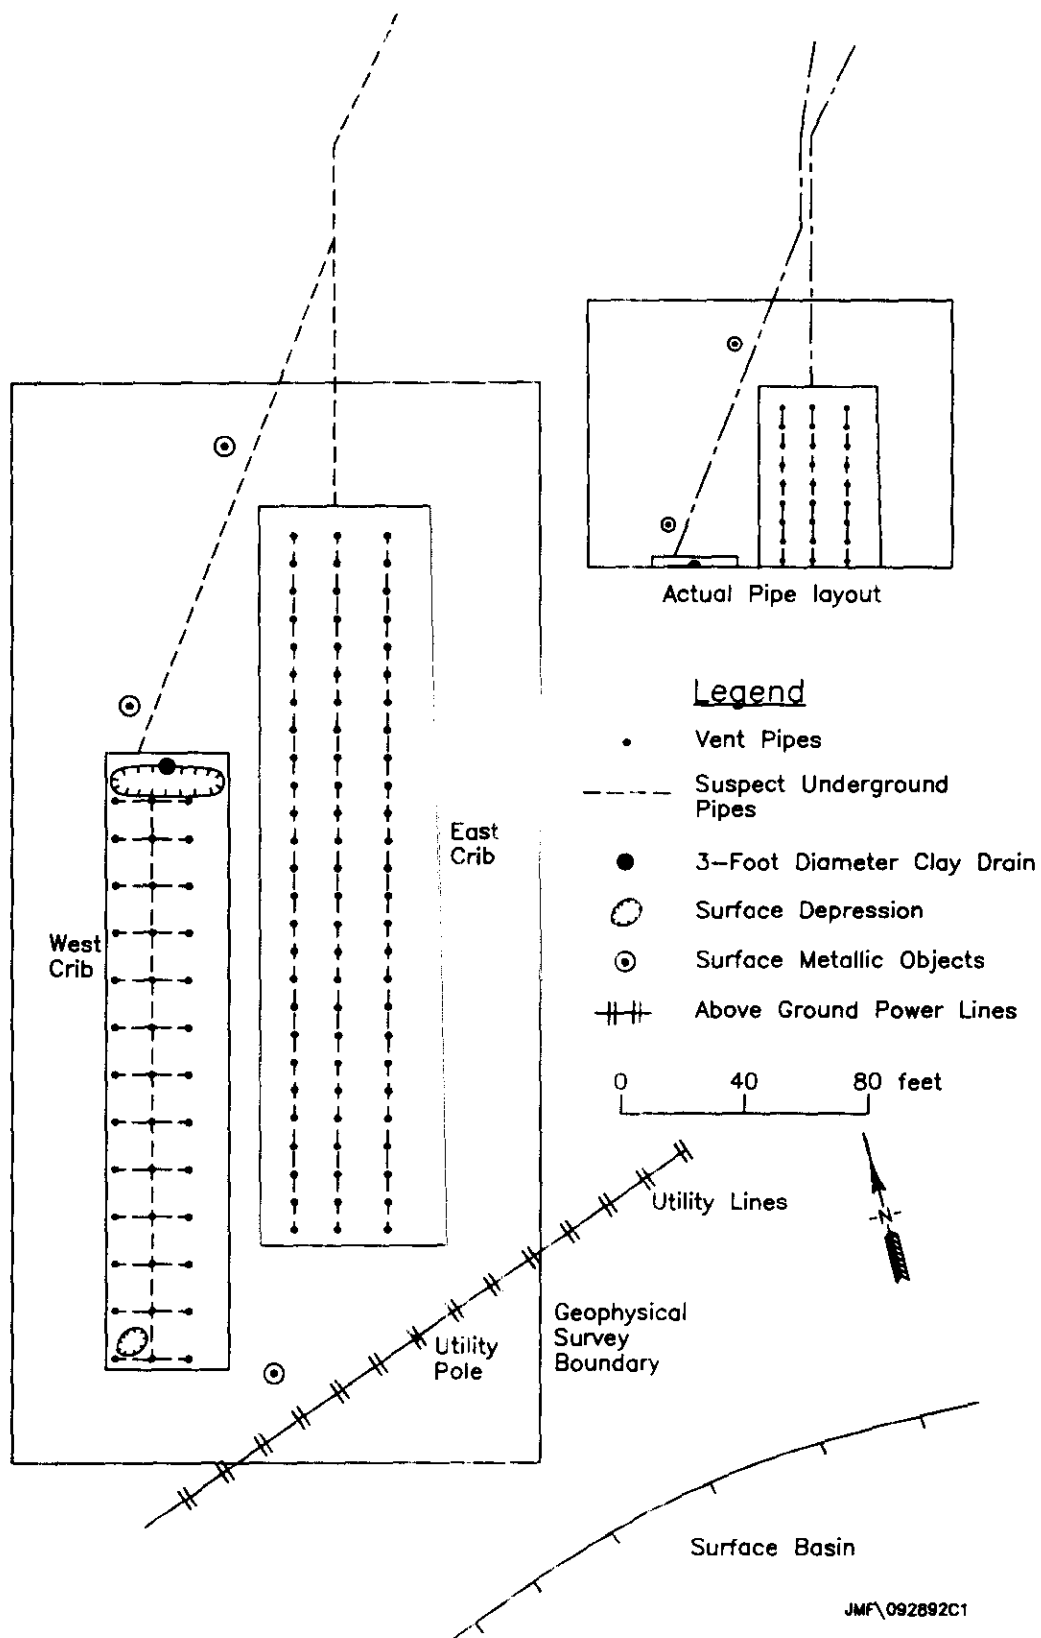 Actual Pipe layout
Legend
Vent Pipes
Suspect Underground
Pipes
3-Foot Diameter Clay Drain
Surface Depression
Surface Metallic Objects
Above Ground Power Lines
0 40 80 feet
East
Crib
West
Crib
N
Utility Lines
Geophysical
Survey
Boundary
Utility
Pole
Surface Basin
JMF\092892C1